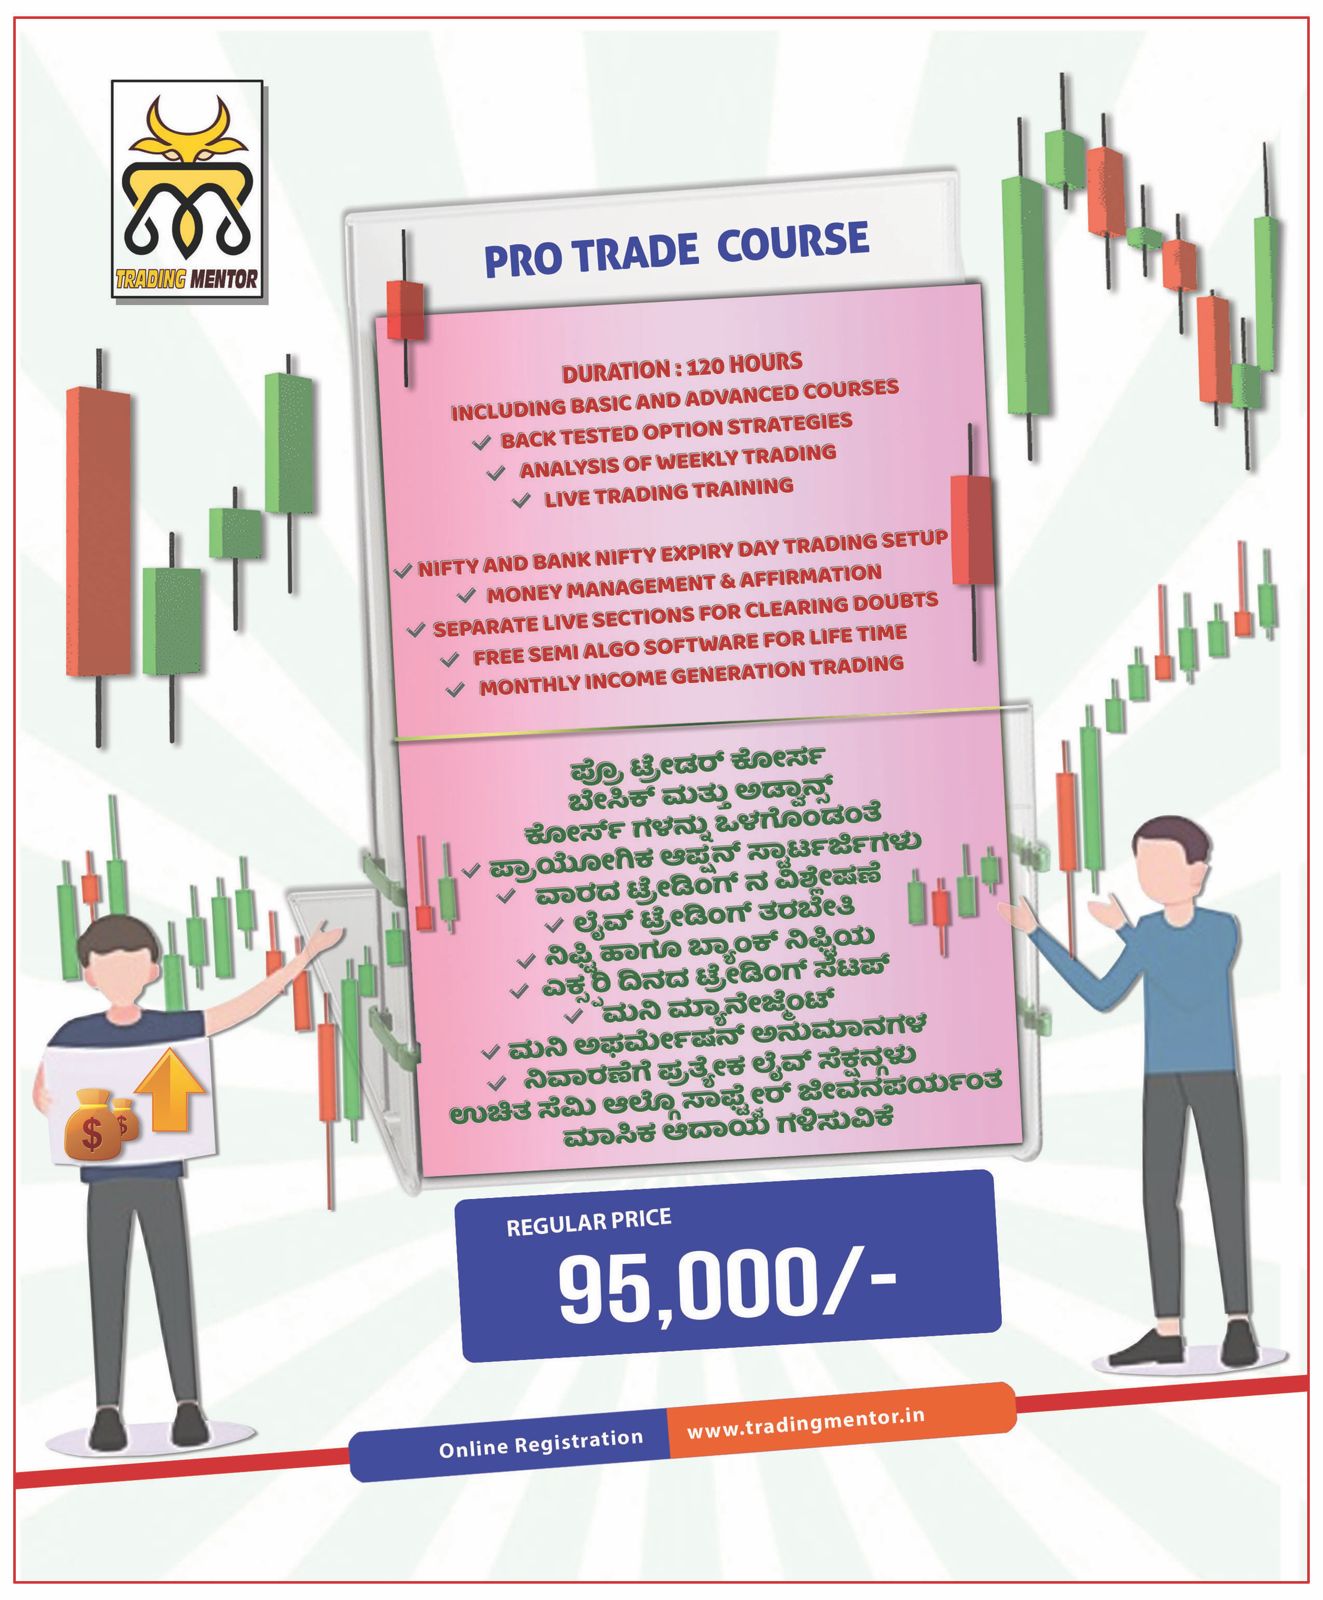 TRADING MENTOR
PRO TRADE COURSE
DURATION : 120 HOURS
INCLUDING BASIC AND ADVANCED COURSES
BACK TESTED OPTION STRATEGIES
ANALYSIS OF WEEKLY TRADING
LIVE TRADING TRAINING
NIFTY AND BANK NIFTY EXPIRY DAY TRADING SETUP
MONEY MANAGEMENT & AFFIRMATION
SEPARATE LIVE SECTIONS FOR CLEARING DOUBTS
FREE SEMI ALGO SOFTWARE FOR LIFE TIME
MONTHLY INCOME GENERATION TRADING
ಪ್ರೊ ಟ್ರೇಡರ್ ಕೋರ್ಸ
ಬೇಸಿಕ್ ಮತ್ತು ಅಡ್ವಾನ್ಸ್
ಕೋರ್ಸ್ ಗಳನ್ನು ಒಳಗೊಂಡಂತೆ
ಪ್ರಾಯೋಗಿಕ ಆಪ್ಷನ್ ಸ್ಟಾರ್ಟರ್ಜಿಗಳು
ವಾರದ ಟ್ರೇಡಿಂಗ್ ನ ವಿಶ್ಲೇಷಣೆ
ಲೈವ್ ಟ್ರೇಡಿಂಗ್ ತರಬೇತಿ
ನಿಫ್ಟಿ ಹಾಗೂ ಬ್ಯಾಂಕ್ ನಿಫ್ಟಿಯ
ಎಕ್ಸ್ಪರಿ ದಿನದ ಟ್ರೇಡಿಂಗ್ ಸೆಟಪ್
ಮನಿ ಮ್ಯಾನೇಜ್ಮೆಂಟ್
ಮನಿ ಅಫರ್ಮೇಷನ್ ಅನುಮಾನಗಳ
ನಿವಾರಣೆಗೆ ಪ್ರತ್ಯೇಕ ಲೈವ್ ಸೆಕ್ಷನ್ಗಳು
ಉಚಿತ ಸೆಮಿ ಆಲ್ಗೊ ಸಾಫ್ಟ್ವೇರ್ ಜೀವನಪರ್ಯಂತ
ಮಾಸಿಕ ಆದಾಯ ಗಳಿಸುವಿಕೆ
REGULAR PRICE
95,000/-
Online Registration www.tradingmentor.in